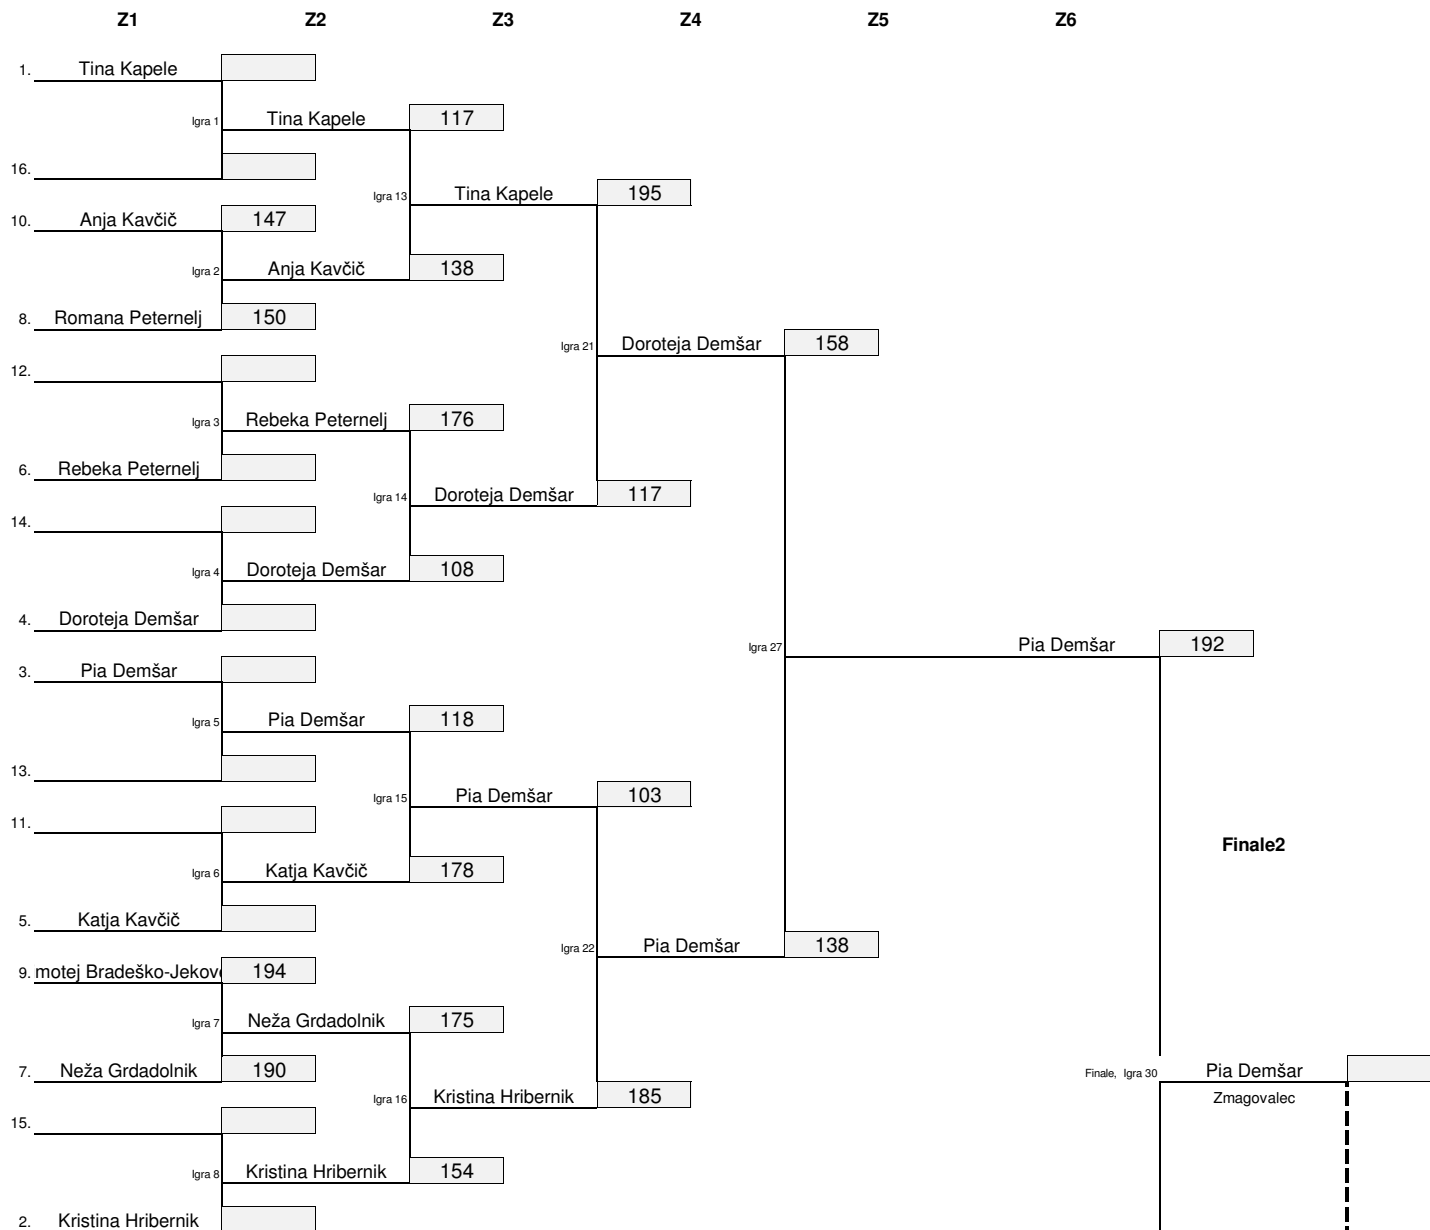 Z1 Z2 Z3 Z4 Z5 Z6
1. Tina Kapele
Igra 1 Tina Kapele 117
16.
Igra 13 Tina Kapele 195
10. Anja Kavčič 147
Igra 2 Anja Kavčič 138
8. Romana Peternelj 150
Igra 21 Doroteja Demšar 158
12.
Igra 3 Rebeka Peternelj 176
6. Rebeka Peternelj
Igra 14 Doroteja Demšar 117
14.
Igra 4 Doroteja Demšar 108
4. Doroteja Demšar
Igra 27 Pia Demšar 192
3. Pia Demšar
Igra 5 Pia Demšar 118
13.
Igra 15 Pia Demšar 103
11.
Finale2
Igra 6 Katja Kavčič 178
5. Katja Kavčič
Igra 22 Pia Demšar 138
9. motej Bradeško-Jekov 194
Igra 7 Neža Grdadolnik 175
7. Neža Grdadolnik 190
Finale, Igra 30 Pia Demšar
Igra 16 Kristina Hribernik 185
Zmagovalec
15.
Igra 8 Kristina Hribernik 154
2. Kristina Hribernik